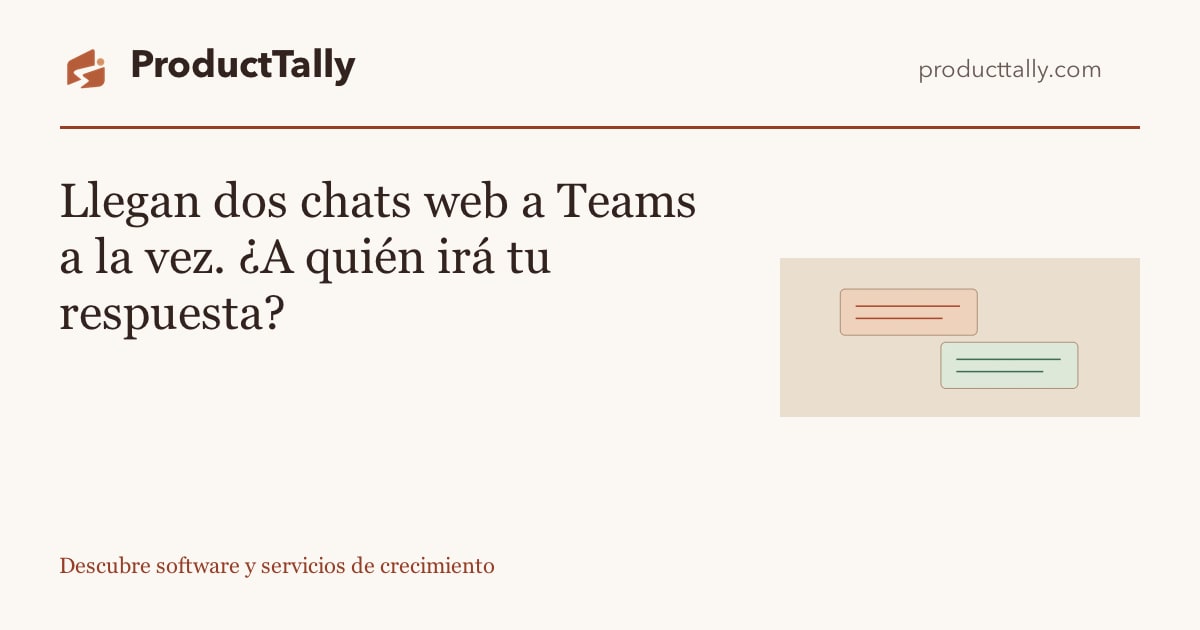 ProductTally
producttally.com
Llegan dos chats web a Teams
a la vez. ¿A quién irá tu
respuesta?
Descubre software y servicios de crecimiento